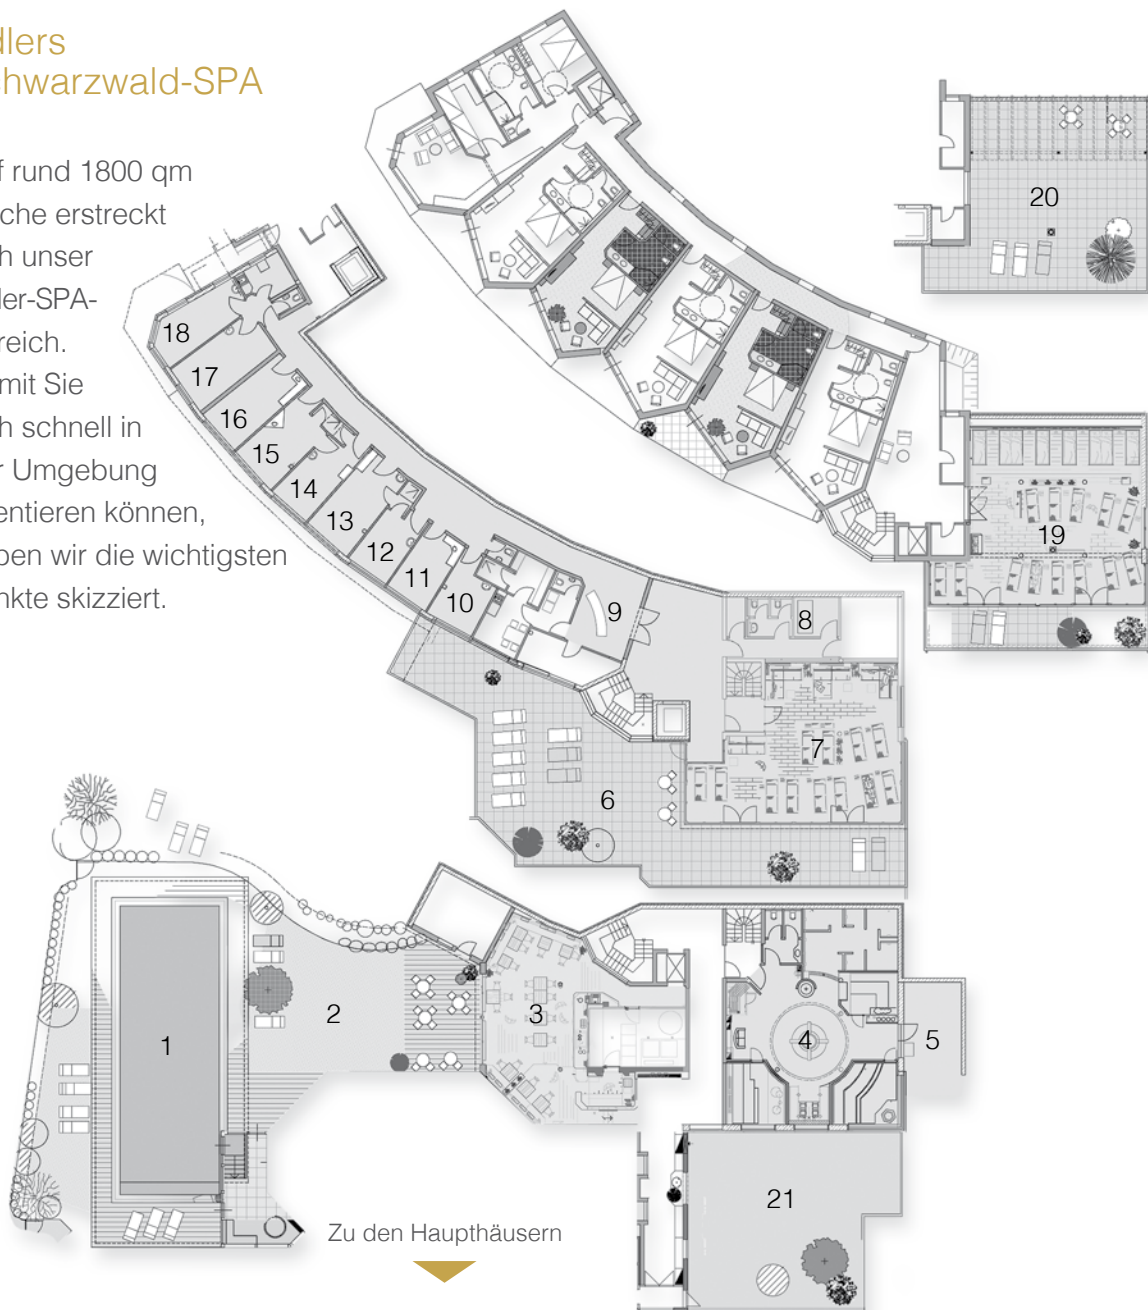 dlers
chwarzwald-SPA
f rund 1800 qm
che erstreckt
h unser
ler-SPA-
reich.
mit Sie
h schnell in
r Umgebung
entieren können,
ben wir die wichtigsten
nkte skizziert.
20
18
17
16
15
14
13
12
11
10
9
8
19
7
6
1
2
3
4
5
21
Zu den Haupthäusern